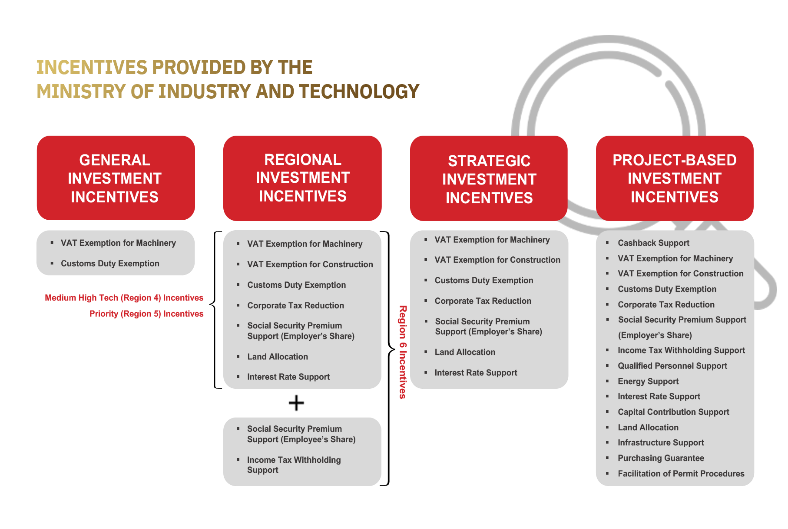 INCENTIVES PROVIDED BY THE
MINISTRY OF INDUSTRY AND TECHNOLOGY
GENERAL
INVESTMENT
INCENTIVES
▪ VAT Exemption for Machinery
▪ Customs Duty Exemption
Medium High Tech (Region 4) Incentives
Priority (Region 5) Incentives
REGIONAL
INVESTMENT
INCENTIVES
▪ VAT Exemption for Machinery
▪ VAT Exemption for Construction
▪ Customs Duty Exemption
▪ Corporate Tax Reduction
▪ Social Security Premium
Support (Employer's Share)
▪ Land Allocation
▪ Interest Rate Support
+
▪ Social Security Premium
Support (Employee's Share)
▪ Income Tax Withholding
Support
Region 6 Incentives
STRATEGIC
INVESTMENT
INCENTIVES
▪ VAT Exemption for Machinery
▪ VAT Exemption for Construction
▪ Customs Duty Exemption
▪ Corporate Tax Reduction
▪ Social Security Premium
Support (Employer's Share)
▪ Land Allocation
▪ Interest Rate Support
PROJECT-BASED
INVESTMENT
INCENTIVES
▪ Cashback Support
▪ VAT Exemption for Machinery
▪ VAT Exemption for Construction
▪ Customs Duty Exemption
▪ Corporate Tax Reduction
▪ Social Security Premium Support
(Employer's Share)
▪ Income Tax Withholding Support
▪ Qualified Personnel Support
▪ Energy Support
▪ Interest Rate Support
▪ Capital Contribution Support
▪ Land Allocation
▪ Infrastructure Support
▪ Purchasing Guarantee
▪ Facilitation of Permit Procedures